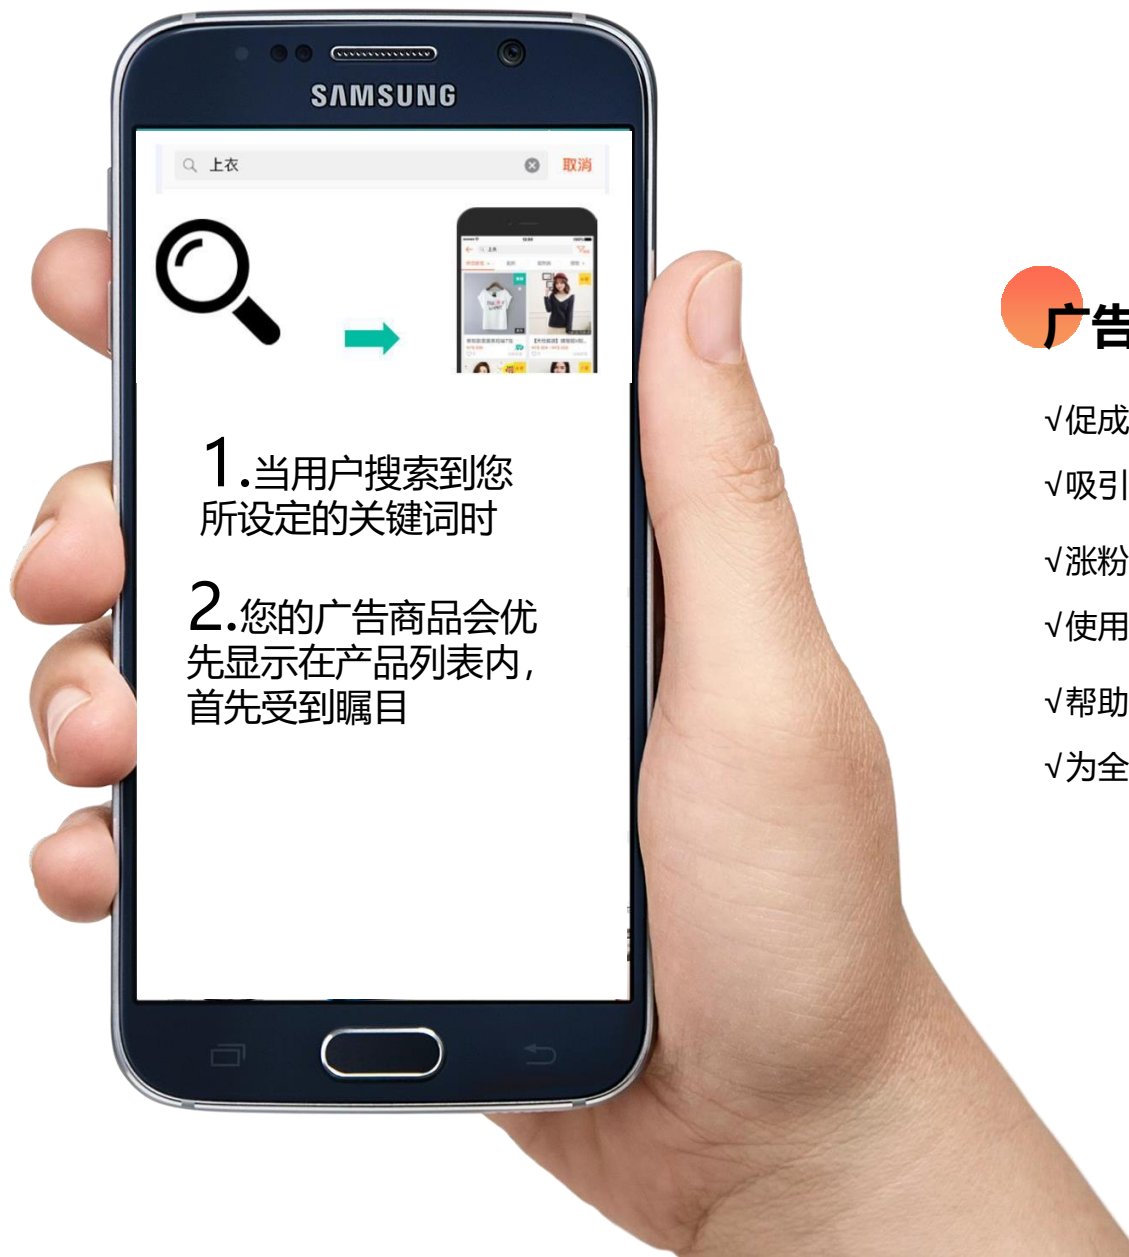 SAMSUNG
上衣
取消
上衣
1.当用户搜索到您
所设定的关键词时
2.您的广告商品会优
先显示在产品列表内，
首先受到瞩目
广告
√促成
√吸引
√涨粉
√使用
√帮助
√为全